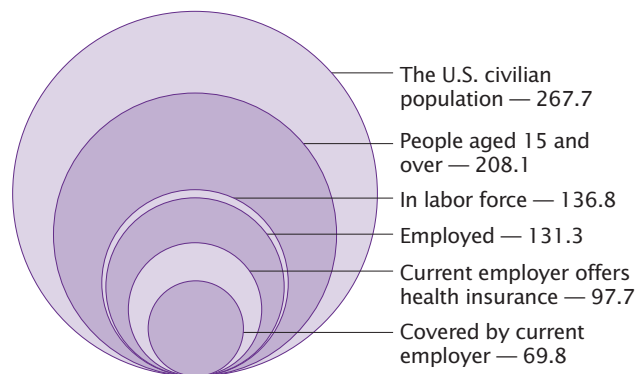 The U.S. civilian
population — 267.7
People aged 15 and
over — 208.1
In labor force — 136.8
Employed — 131.3
Current employer offers
health insurance — 97.7
Covered by current
employer — 69.8